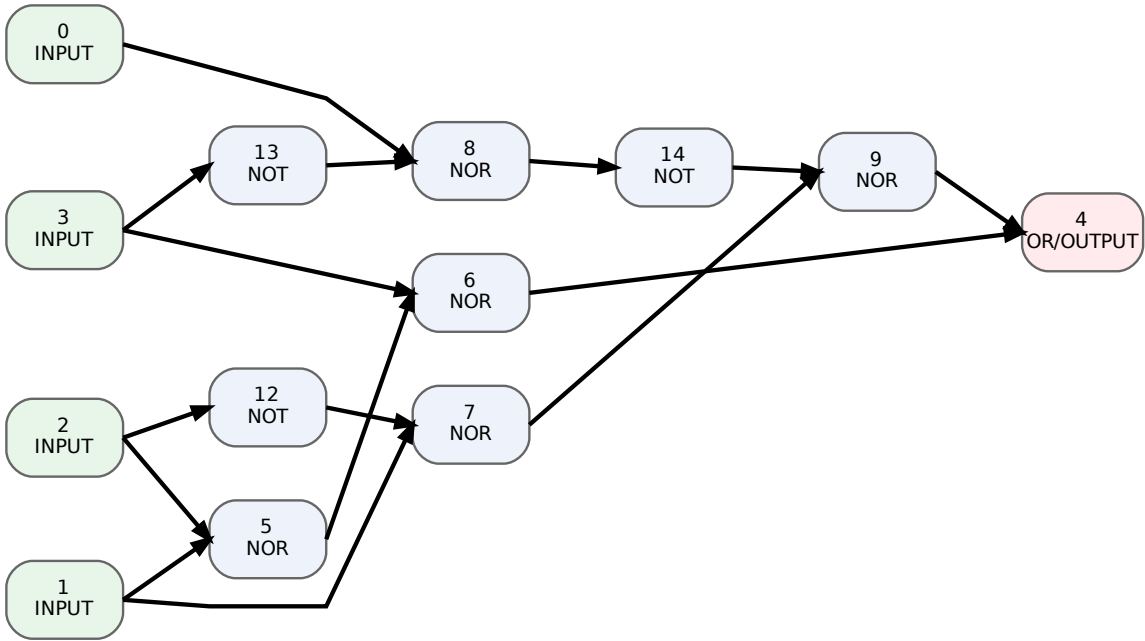 0
INPUT
13
NOT
8
NOR
14
NOT
9
NOR
3
INPUT
4
OR/OUTPUT
6
NOR
12
NOT
7
NOR
2
INPUT
5
NOR
1
INPUT